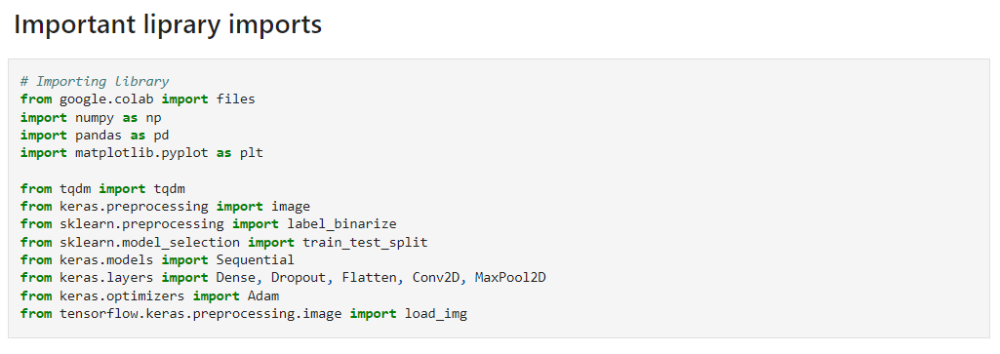 Important liprary imports
# Importing library
from google.colab import files
import numpy as np
import pandas as pd
import matplotlib.pyplot as plt
from tqdm import tqdm
from keras.preprocessing import image
from sklearn.preprocessing import label_binarize
from sklearn.model_selection import train_test_split
from keras.models import Sequential
from keras.layers import Dense, Dropout, Flatten, Conv2D, MaxPool2D
from keras.optimizers import Adam
from tensorflow.keras.preprocessing.image import load_img